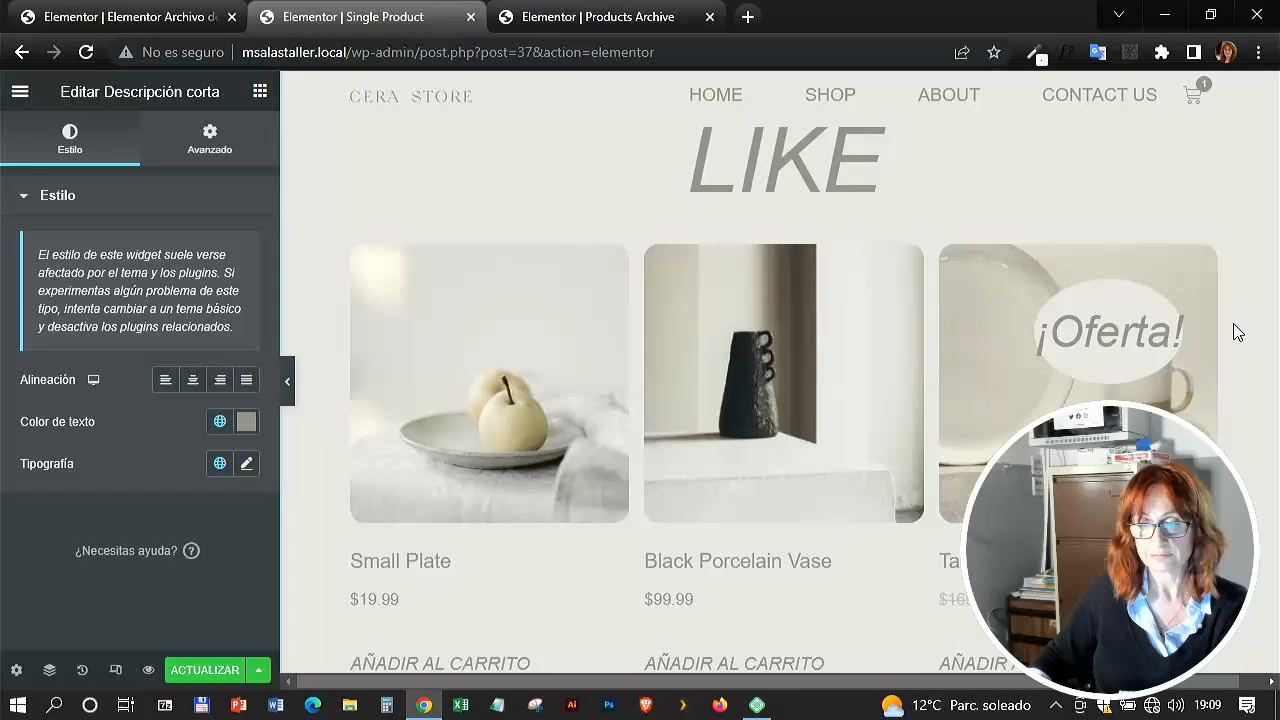 Elementor | Elementor Archivo de
Elementor | Single Product
Elementor | Products Archive
No es seguro
msalastaller.local/wp-admin/post.php?post=37&action=elementor
Editar Descripción corta
Estilo
Avanzado
Estilo
El estilo de este widget suele verse
afectado por el tema y los plugins. Si
experimentas algún problema de este
tipo, intenta cambiar a un tema básico
y desactiva los plugins relacionados.
Alineación
Color de texto
Tipografía
¿Necesitas ayuda?
ACTUALIZAR
CERA STORE
HOME
SHOP
ABOUT
CONTACT US
1
LIKE
¡Oferta!
Small Plate
Black Porcelain Vase
Ta
$19.99
$99.99
AÑADIR AL CARRITO
AÑADIR AL CARRITO
AÑADIR A
12°C Parc. soleado
19:09